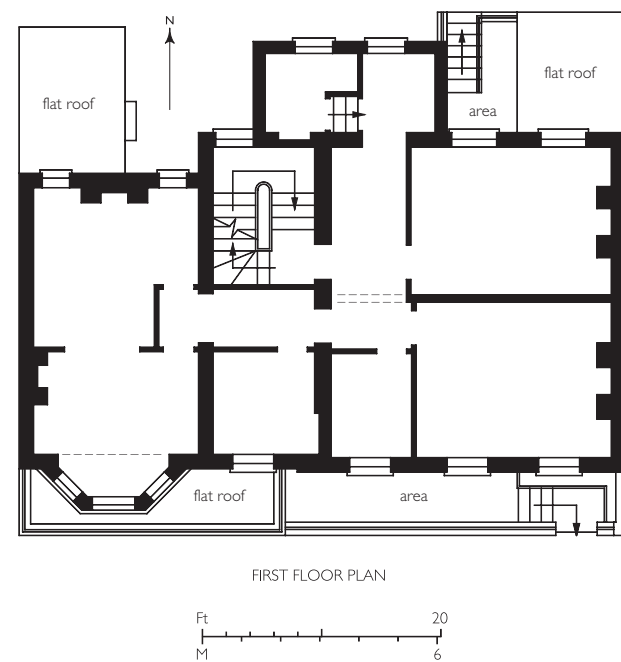 N
flat roof
flat roof
area
flat roof
area
FIRST FLOOR PLAN
Ft 20
M 6